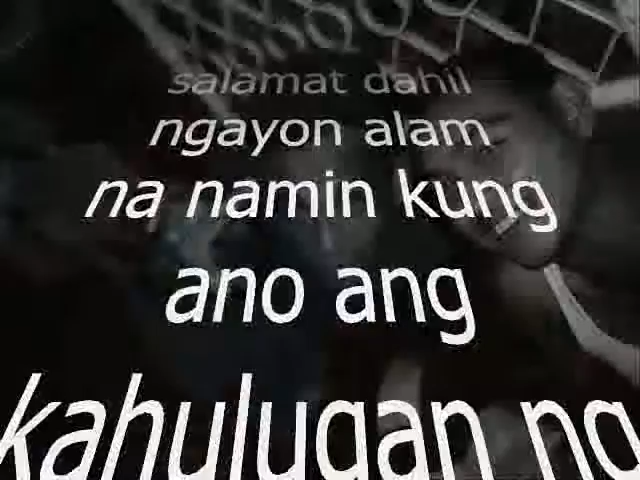 salamat dahil
ngayon alam
na namin kung
ano ang
kahulugan ng